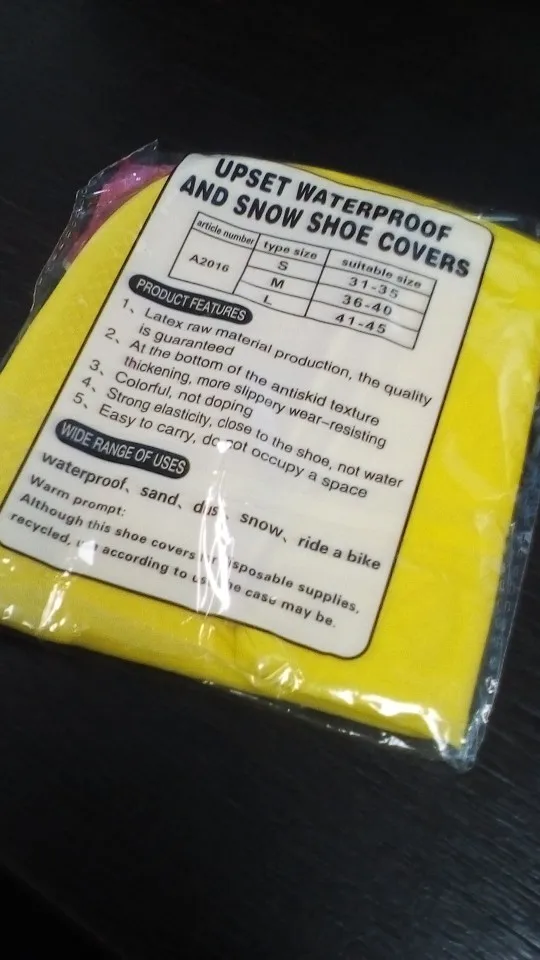 UPSET WATERPROOF
AND SNOW SHOE COVERS
article number type size suitable size
A2016
S 31-35
M 36-40
L 41-45
PRODUCT FEATURES
1、Latex raw material production, the quality
is guaranteed
2、At the bottom of the antiskid texture
thickening, more slippery wear-resisting
3、Colorful, not doping
4、Strong elasticity, close to the shoe, not water
5、Easy to carry, do not occupy a space
WIDE RANGE OF USES
waterproof、sand、dust、snow、ride a bike
Warm prompt:
Although this shoe covers for disposable supplies,
recycled, according to the case may be.